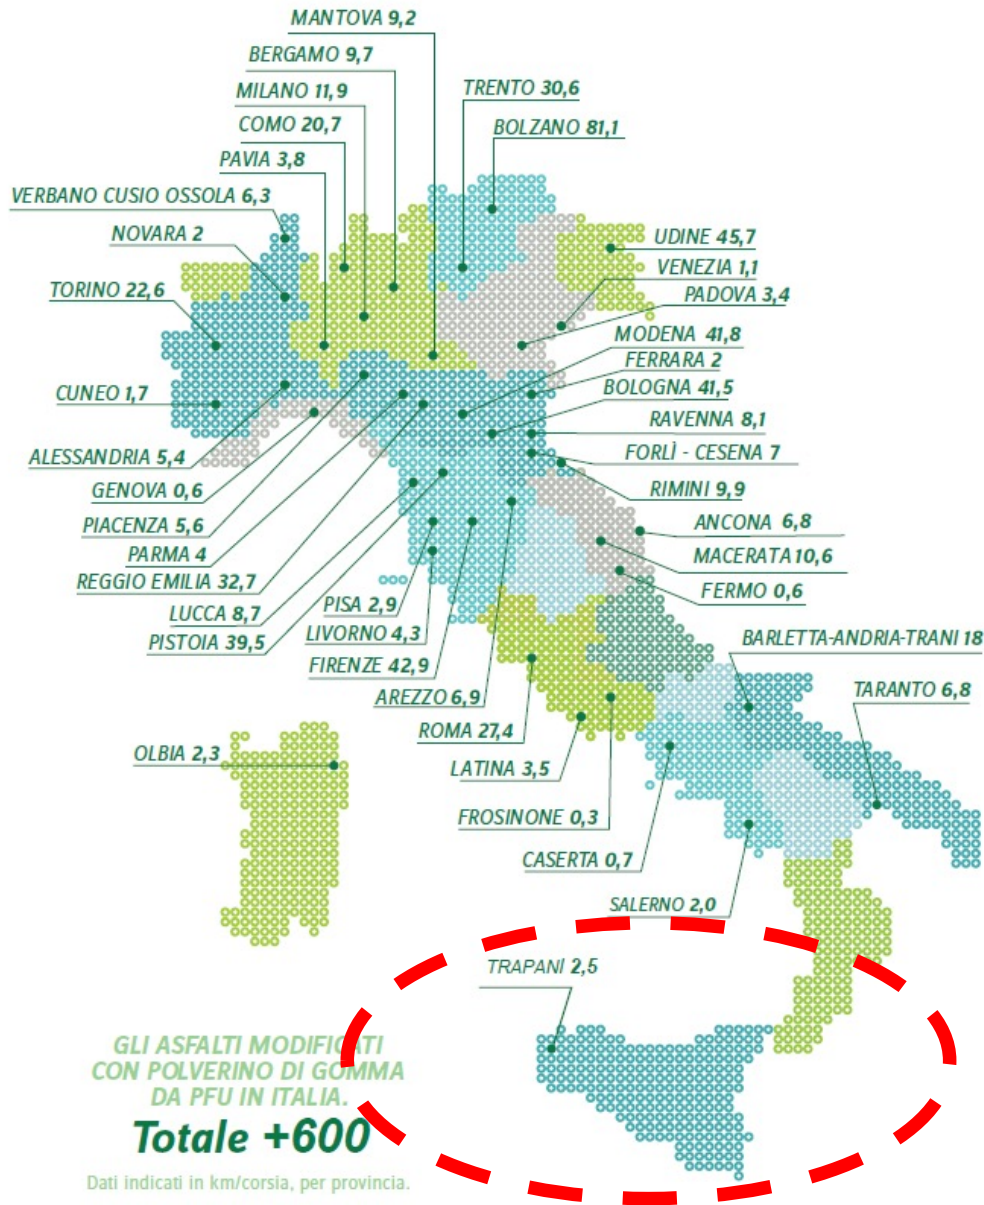 MANTOVA 9,2
BERGAMO 9,7
MILANO 11,9
TRENTO 30,6
COMO 20,7
BOLZANO 81,1
PAVIA 3,8
VERBANO CUSIO OSSOLA 6,3
NOVARA 2
UDINE 45,7
VENEZIA 1,1
TORINO 22,6
PADOVA 3,4
MODENA 41,8
FERRARA 2
CUNEO 1,7
BOLOGNA 41,5
RAVENNA 8,1
ALESSANDRIA 5,4
FORLÌ - CESENA 7
GENOVA 0,6
RIMINI 9,9
PIACENZA 5,6
ANCONA 6,8
PARMA 4
MACERATA 10,6
REGGIO EMILIA 32,7
FERMO 0,6
LUCCA 8,7
PISA 2,9
PISTOIA 39,5
LIVORNO 4,3
BARLETTA-ANDRIA-TRANI 18
FIRENZE 42,9
TARANTO 6,8
AREZZO 6,9
ROMA 27,4
OLBIA 2,3
LATINA 3,5
FROSINONE 0,3
CASERTA 0,7
SALERNO 2,0
TRAPANI 2,5
GLI ASFALTI MODIFICATI
CON POLVERINO DI GOMMA
DA PFU IN ITALIA.
Totale +600
Dati indicati in km/corsia, per provincia.